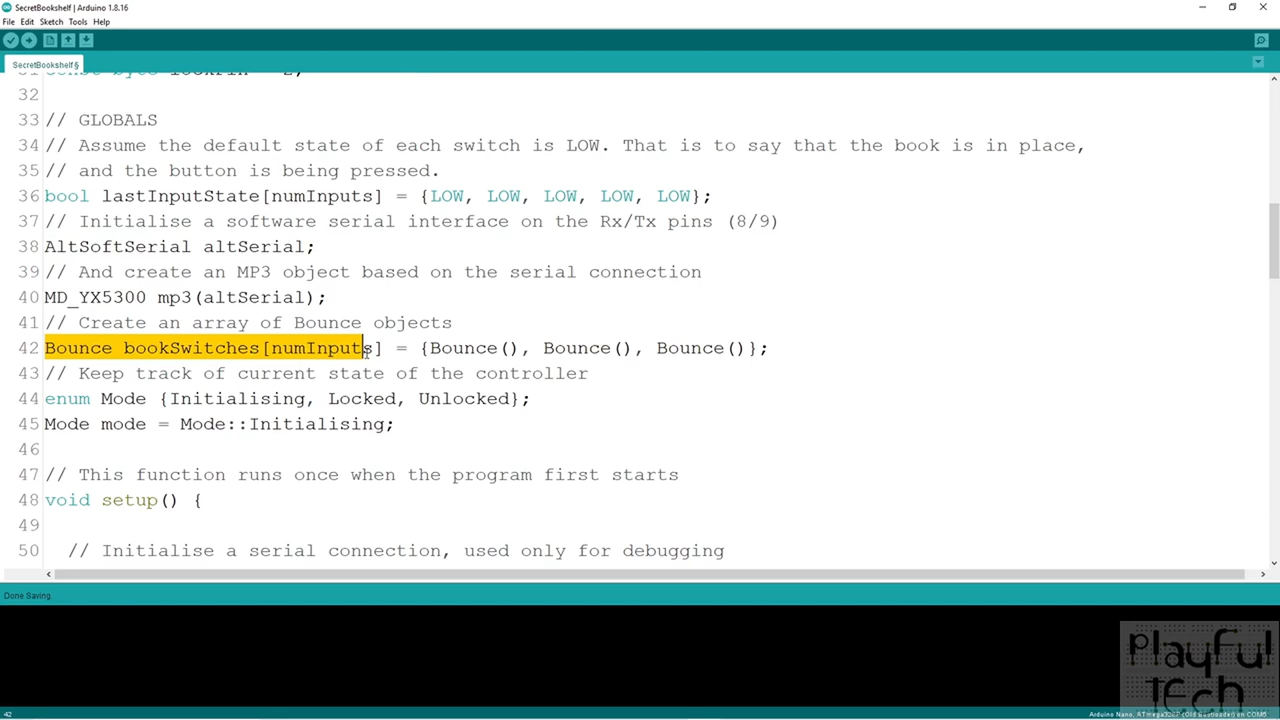 SecretBookshelf | Arduino 1.8.16
File Edit Sketch Tools Help
SecretBookshelf§
32
33 // GLOBALS
34 // Assume the default state of each switch is LOW. That is to say that the book is in place,
35 // and the button is being pressed.
36 bool lastInputState[numInputs] = {LOW, LOW, LOW, LOW, LOW};
37 // Initialise a software serial interface on the Rx/Tx pins (8/9)
38 AltSoftSerial altSerial;
39 // And create an MP3 object based on the serial connection
40 MD_YX5300 mp3(altSerial);
41 // Create an array of Bounce objects
42 Bounce bookSwitches[numInputs] = {Bounce(), Bounce(), Bounce()};
43 // Keep track of current state of the controller
44 enum Mode {Initialising, Locked, Unlocked};
45 Mode mode = Mode::Initialising;
46
47 // This function runs once when the program first starts
48 void setup() {
49
50 // Initialise a serial connection, used only for debugging
Done Saving.
Playful
Tech
42